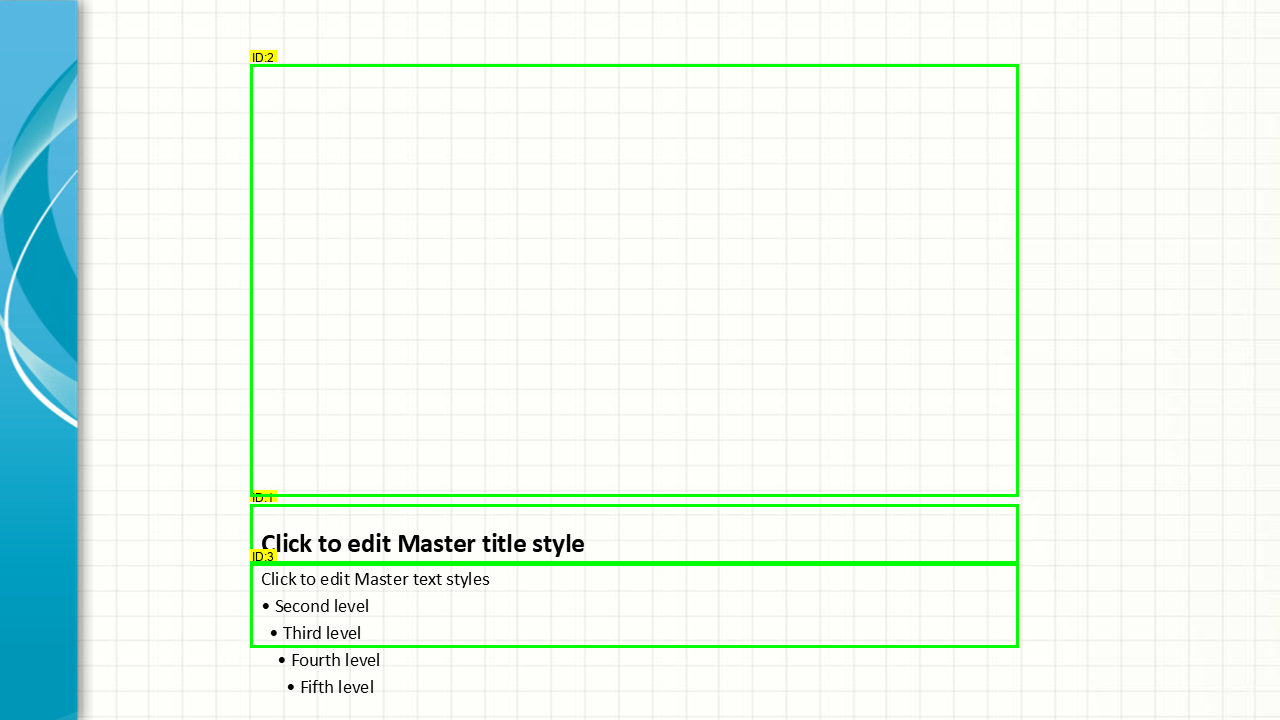 ID:2
ID:1
Click to edit Master title style
ID:3
Click to edit Master text styles
• Second level
• Third level
• Fourth level
• Fifth level